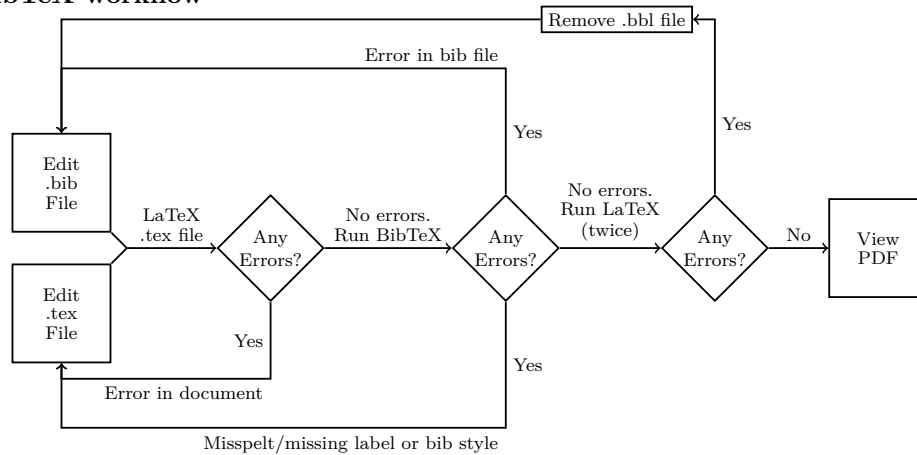 workflow
Remove .bbl file
Error in bib file
Yes
Yes
Edit
.bib
File
LaTeX
.tex file
Any
Errors?
No errors.
Run BibTeX
Any
Errors?
No errors.
Run LaTeX
(twice)
Any
Errors?
No
View
PDF
Edit
.tex
File
Yes
Error in document
Yes
Misspelt/missing label or bib style